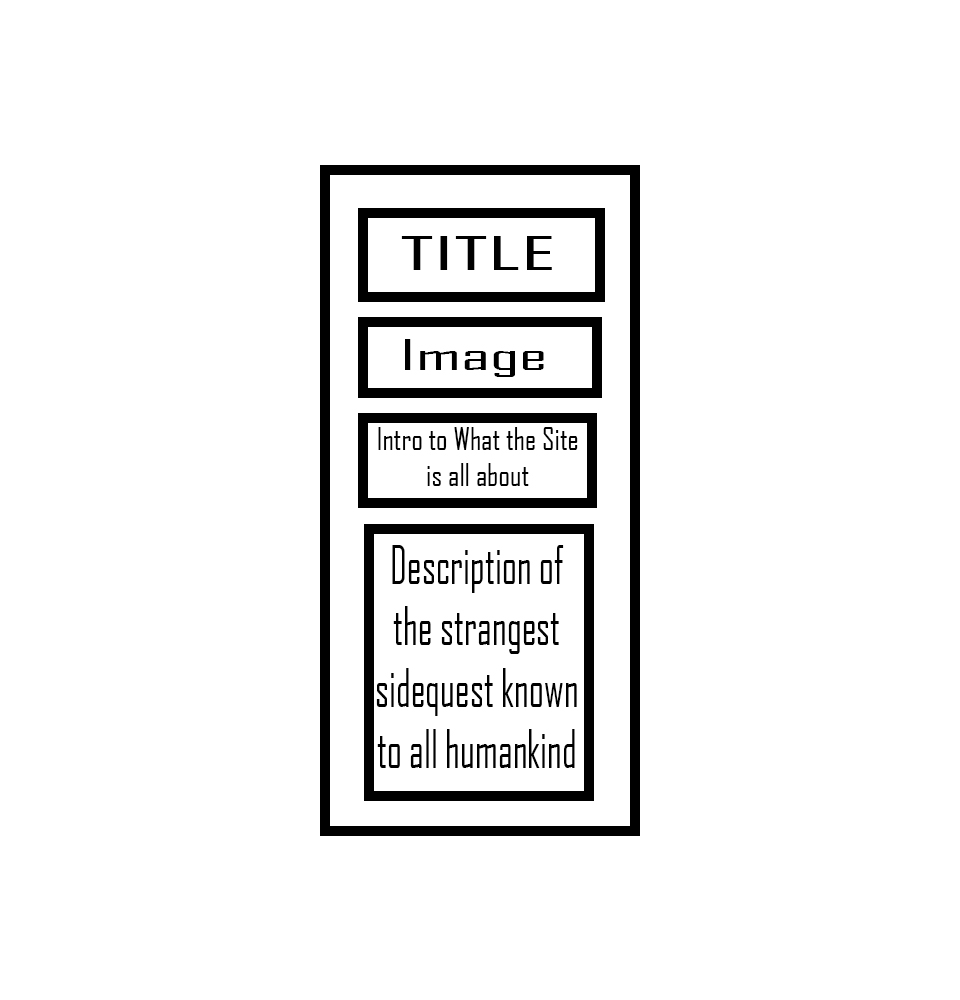 TITLE
Image
Intro to What the Site
is all about
Description of
the strangest
sidequest known
to all humankind